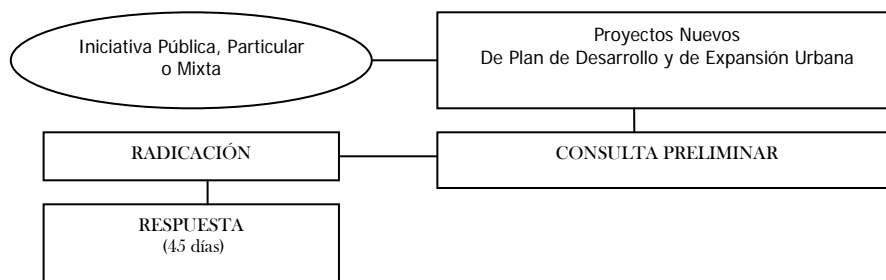 Iniciativa Pública, Particular
o Mixta
Proyectos Nuevos
De Plan de Desarrollo y de Expansión Urbana
RADICACIÓN
CONSULTA PRELIMINAR
RESPUESTA
(45 días)